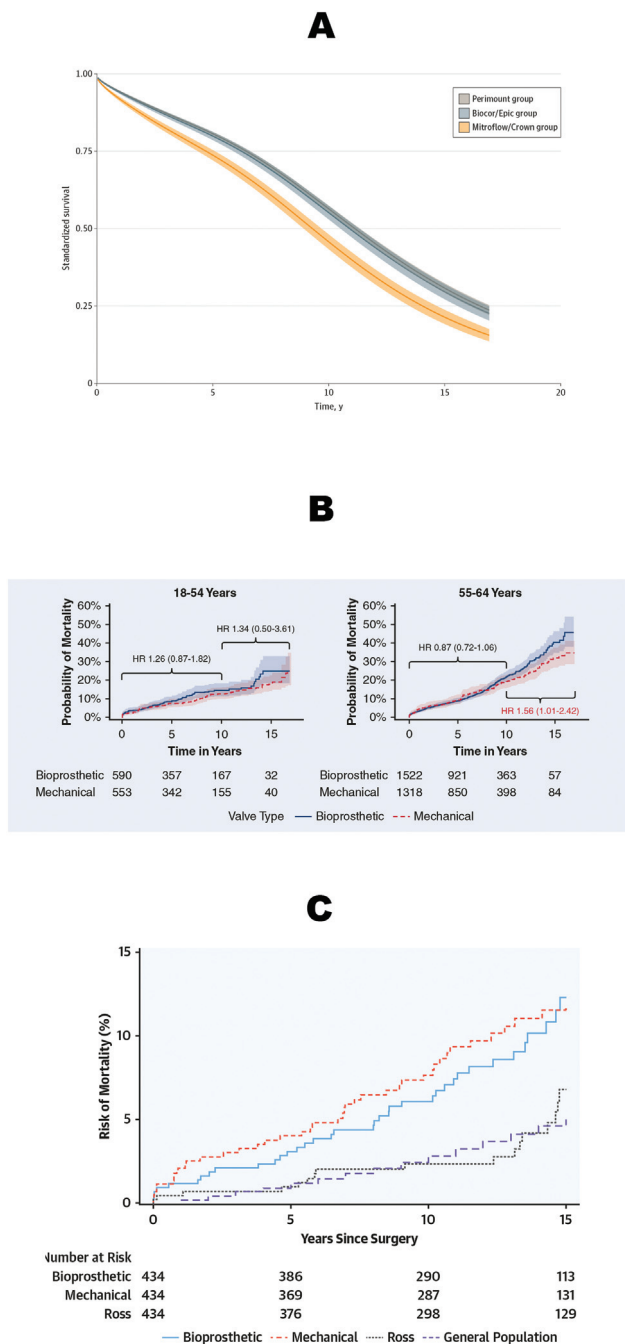 A
1.00
0.75
0.50
0.25
0
Standardized survival
Perimount group
Biocor/Epic group
Mitroflow/Crown group
0 5 10 15 20
Time, y
B
18-54 Years 55-64 Years
60% 60%
50% 50%
40% 40%
30% 30%
20% 20%
10% 10%
0% 0%
Probability of Mortality Probability of Mortality
HR 1.34 (0.50-3.61)
HR 1.26 (0.87-1.82) HR 0.87 (0.72-1.06)
HR 1.56 (1.01-2.42)
0 5 10 15 0 5 10 15
Time in Years Time in Years
Bioprosthetic 590 357 167 32 Bioprosthetic 1522 921 363 57
Mechanical 553 342 155 40 Mechanical 1318 850 398 84
Valve Type Bioprosthetic Mechanical
C
15
10
5
0
Risk of Mortality (%)
0 5 10 15
Years Since Surgery
Number at Risk
Bioprosthetic 434 386 290 113
Mechanical 434 369 287 131
Ross 434 376 298 129
Bioprosthetic Mechanical Ross General Population